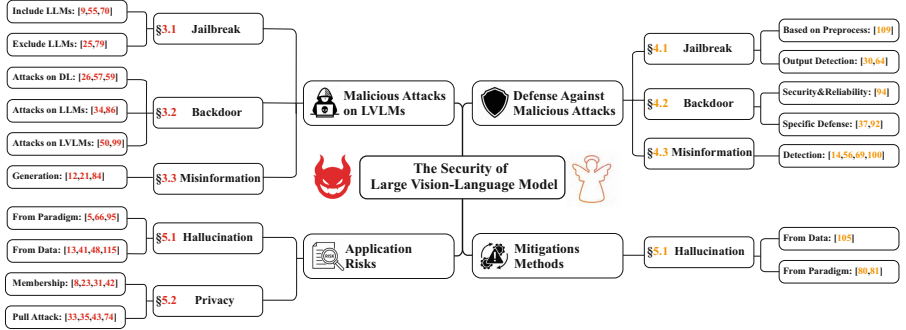 Include LLMs: [9,55,70]
Exclude LLMs: [25,79]
§3.1 Jailbreak
Attacks on DL: [26,57,59]
Attacks on LLMs: [34,86]
Attacks on LVLMs: [50,99]
§3.2 Backdoor
Generation: [12,21,84]
§3.3 Misinformation
Malicious Attacks
on LVLMs
Defense Against
Malicious Attacks
§4.1 Jailbreak
Based on Preprocess: [109]
Output Detection: [30,64]
§4.2 Backdoor
Security&Reliability: [94]
Specific Defense: [37,92]
§4.3 Misinformation
Detection: [14,56,69,100]
The Security of
Large Vision-Language Model
From Paradigm: [5,66,95]
From Data: [13,41,48,115]
§5.1 Hallucination
Membership: [8,23,31,42]
Pull Attack: [33,35,43,74]
§5.2 Privacy
Application
Risks
Mitigations
Methods
§5.1 Hallucination
From Data: [105]
From Paradigm: [80,81]